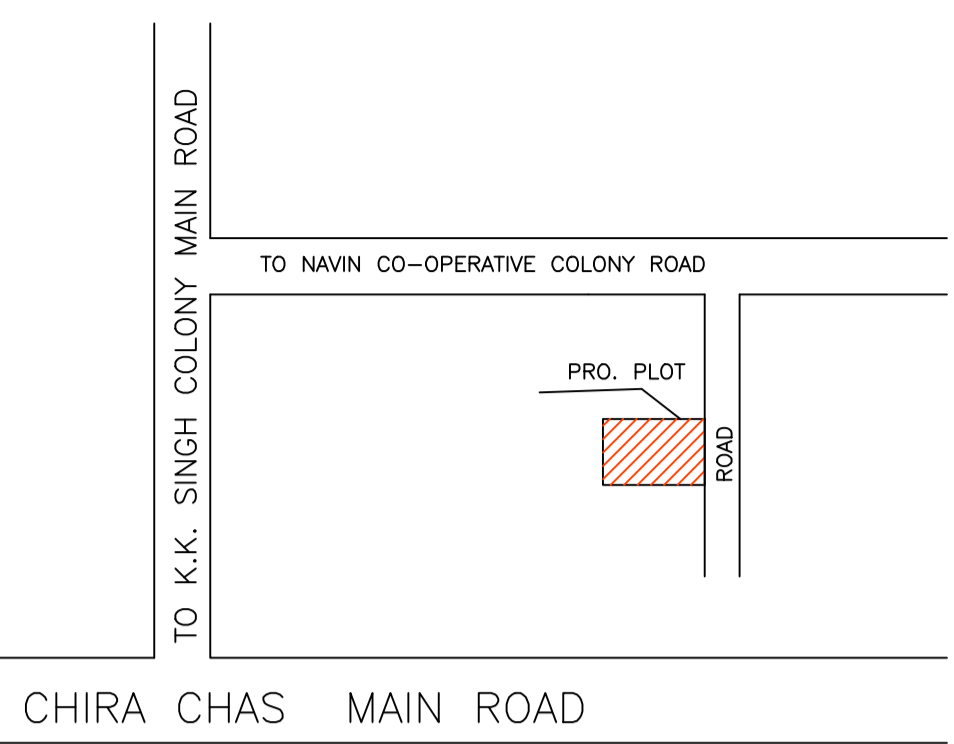 TO K.K. SINGH COLONY MAIN ROAD
TO NAVIN CO-OPERATIVE COLONY ROAD
PRO. PLOT
ROAD
CHIRA CHAS MAIN ROAD